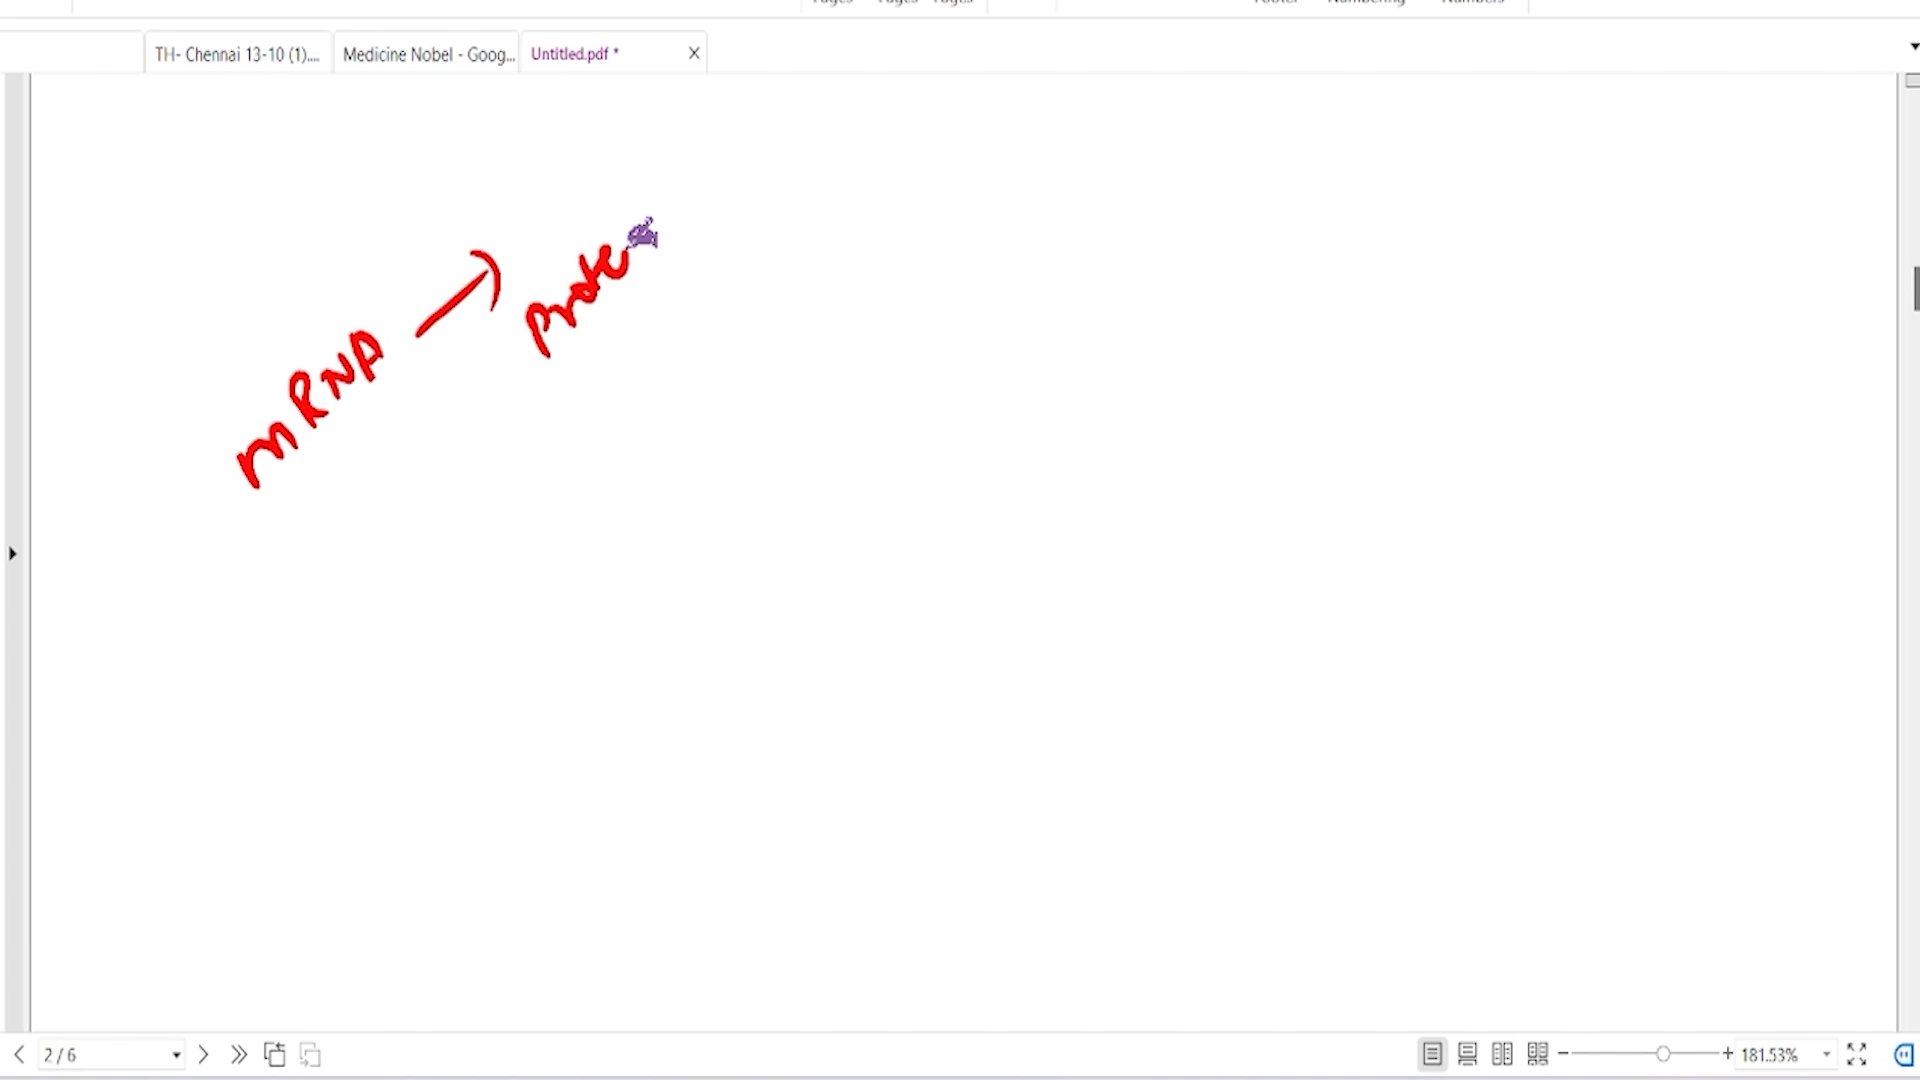 TH- Chennai 13-10 (1)....
Medicine Nobel - Goog...
Untitled.pdf *
mRNA → prote
2 / 6
181.53%